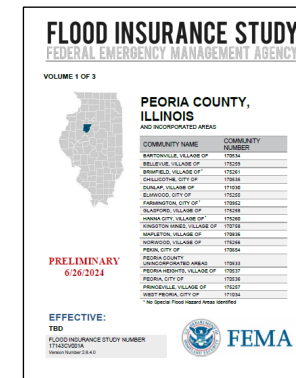 FLOOD INSURANCE STUDY
FEDERAL EMERGENCY MANAGEMENT AGENCY
VOLUME 1 OF 3
PEORIA COUNTY,
ILLINOIS
AND INCORPORATED AREAS
COMMUNITY NAME COMMUNITY NUMBER
BARTONVILLE, VILLAGE OF 170534
BELLEVUE, VILLAGE OF 175259
BRIMFIELD, VILLAGE OF* 175261
CHILLICOTHE, CITY OF 170535
DUNLAP, VILLAGE OF 171030
ELMWOOD, CITY OF 175255
FARMINGTON, CITY OF* 170952
GLASFORD, VILLAGE OF 175258
HANNA CITY, VILLAGE OF* 175260
KINGSTON MINES, VILLAGE OF 170758
MAPLETON, VILLAGE OF 170936
NORWOOD, VILLAGE OF 175256
PEKIN, CITY OF 170654
PEORIA COUNTY
UNINCORPORATED AREAS 170533
PEORIA HEIGHTS, VILLAGE OF 170537
PEORIA, CITY OF 170536
PRINCEVILLE, VILLAGE OF 175257
WEST PEORIA, CITY OF 171034
* No Special Flood Hazard Areas Identified
PRELIMINARY
6/26/2024
EFFECTIVE:
TBD
FLOOD INSURANCE STUDY NUMBER
17143CV001A
Version Number 2.6.4.0
FEMA